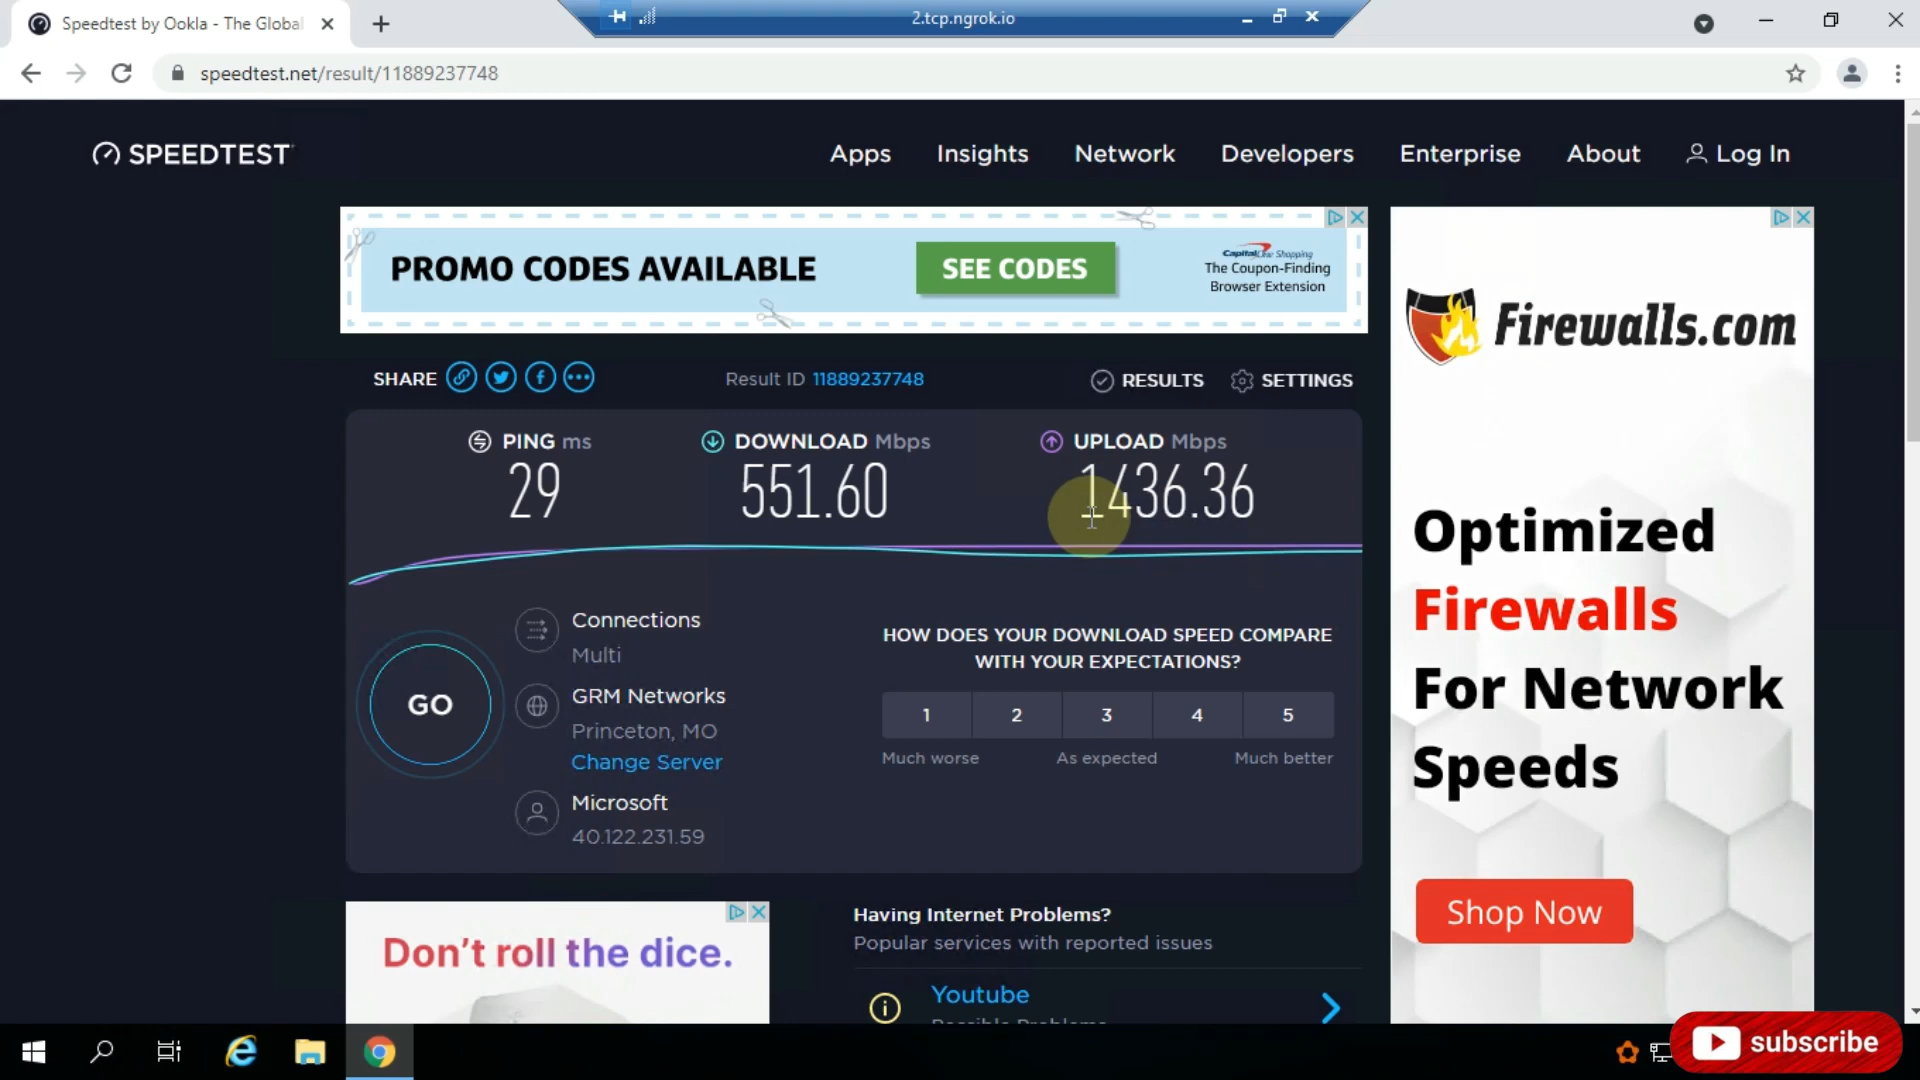 Speedtest by Ookla - The Global
2.tcp.ngrok.io
speedtest.net/result/11889237748
SPEEDTEST
Apps
Insights
Network
Developers
Enterprise
About
Log In
PROMO CODES AVAILABLE
SEE CODES
Capital One Shopping
The Coupon-Finding
Browser Extension
Firewalls.com
Optimized
Firewalls
For Network
Speeds
Shop Now
SHARE
Result ID 11889237748
RESULTS
SETTINGS
PING ms
29
DOWNLOAD Mbps
551.60
UPLOAD Mbps
1436.36
GO
Connections
Multi
GRM Networks
Princeton, MO
Change Server
Microsoft
40.122.231.59
HOW DOES YOUR DOWNLOAD SPEED COMPARE
WITH YOUR EXPECTATIONS?
1 2 3 4 5
Much worse
As expected
Much better
Don't roll the dice.
Having Internet Problems?
Popular services with reported issues
Youtube
Possible Problems
subscribe